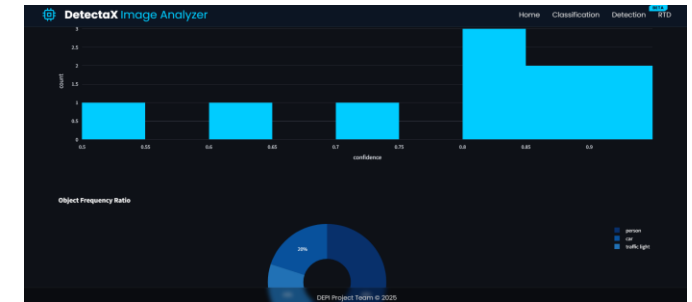 DetectaX Image Analyzer
Home Classification Detection RTD
BETA
3
2.5
2
1.5
1
0.5
0
count
0.5 0.55 0.6 0.65 0.7 0.75 0.8 0.85 0.9
confidence
Object Frequency Ratio
person
car
traffic light
20%
DEPI Project Team © 2025